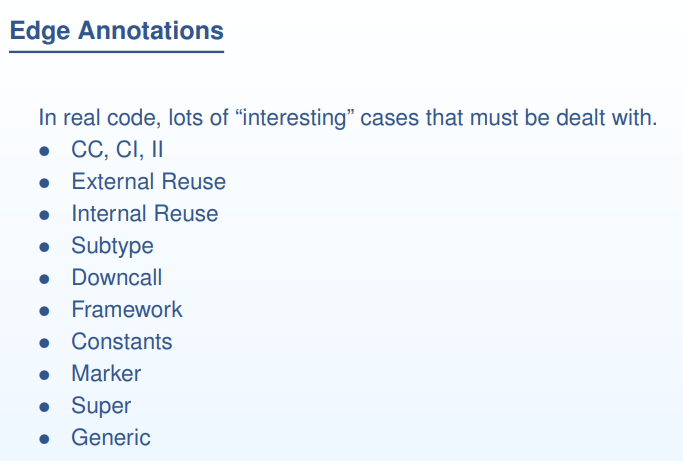 Edge Annotations
In real code, lots of “interesting” cases that must be dealt with.
● CC, CI, II
● External Reuse
● Internal Reuse
● Subtype
● Downcall
● Framework
● Constants
● Marker
● Super
● Generic